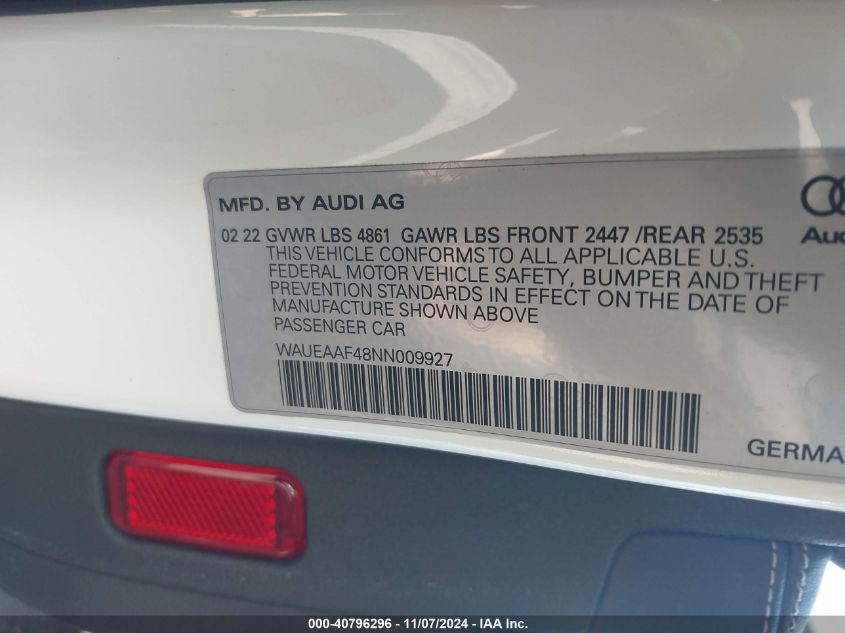 MFD. BY AUDI AG
02 22 GVWR LBS 4861 GAWR LBS FRONT 2447 /REAR 2535
THIS VEHICLE CONFORMS TO ALL APPLICABLE U.S.
FEDERAL MOTOR VEHICLE SAFETY, BUMPER AND THEFT
PREVENTION STANDARDS IN EFFECT ON THE DATE OF
MANUFACTURE SHOWN ABOVE
PASSENGER CAR
WAUEAAF48NN009927
Aud
GERMA
000-40796296 - 11/07/2024 - IAA Inc.